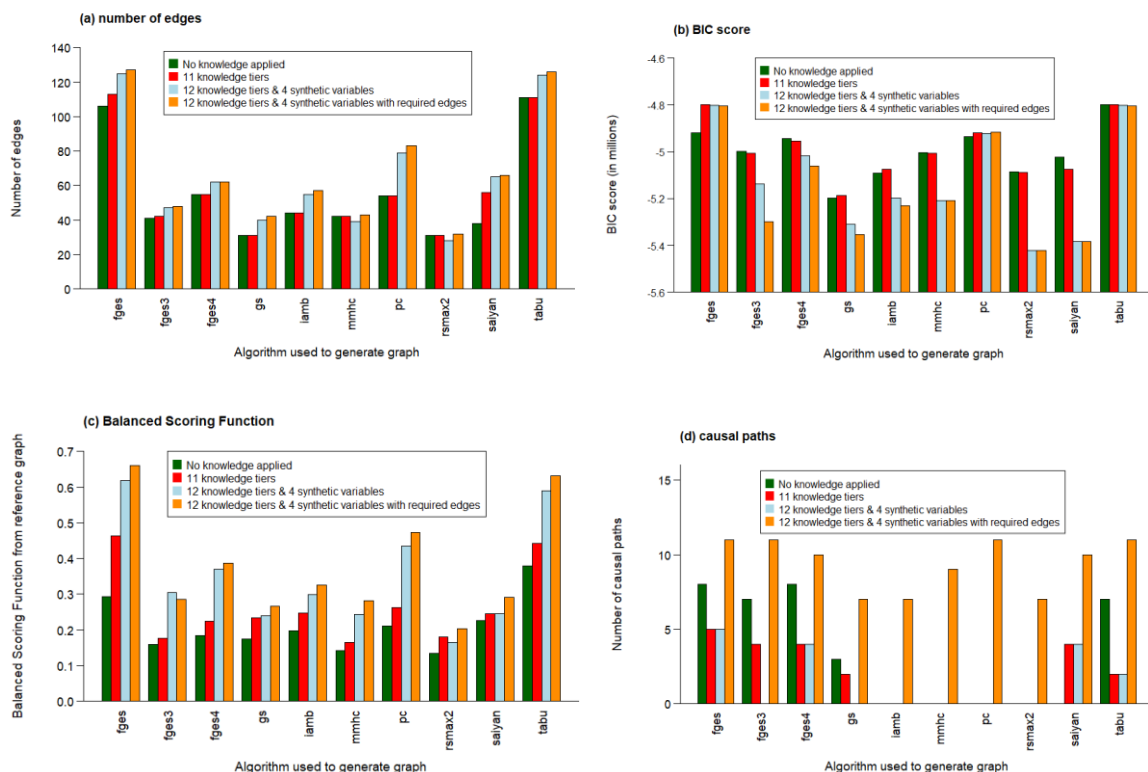 (a) number of edges
Number of edges
140
120
100
80
60
40
20
0
No knowledge applied
11 knowledge tiers
12 knowledge tiers & 4 synthetic variables
12 knowledge tiers & 4 synthetic variables with required edges
fges
fges3
fges4
gs
iamb
mmhc
pc
rsmax2
saiyan
tabu
Algorithm used to generate graph
(b) BIC score
BIC score (in millions)
-4.6
-4.8
-5
-5.2
-5.4
-5.6
No knowledge applied
11 knowledge tiers
12 knowledge tiers & 4 synthetic variables
12 knowledge tiers & 4 synthetic variables with required edges
fges
fges3
fges4
gs
iamb
mmhc
pc
rsmax2
saiyan
tabu
Algorithm used to generate graph
(c) Balanced Scoring Function
Balanced Scoring Function from reference graph
0.7
0.6
0.5
0.4
0.3
0.2
0.1
0.0
No knowledge applied
11 knowledge tiers
12 knowledge tiers & 4 synthetic variables
12 knowledge tiers & 4 synthetic variables with required edges
fges
fges3
fges4
gs
iamb
mmhc
pc
rsmax2
saiyan
tabu
Algorithm used to generate graph
(d) causal paths
Number of causal paths
15
10
5
0
No knowledge applied
11 knowledge tiers
12 knowledge tiers & 4 synthetic variables
12 knowledge tiers & 4 synthetic variables with required edges
fges
fges3
fges4
gs
iamb
mmhc
pc
rsmax2
saiyan
tabu
Algorithm used to generate graph